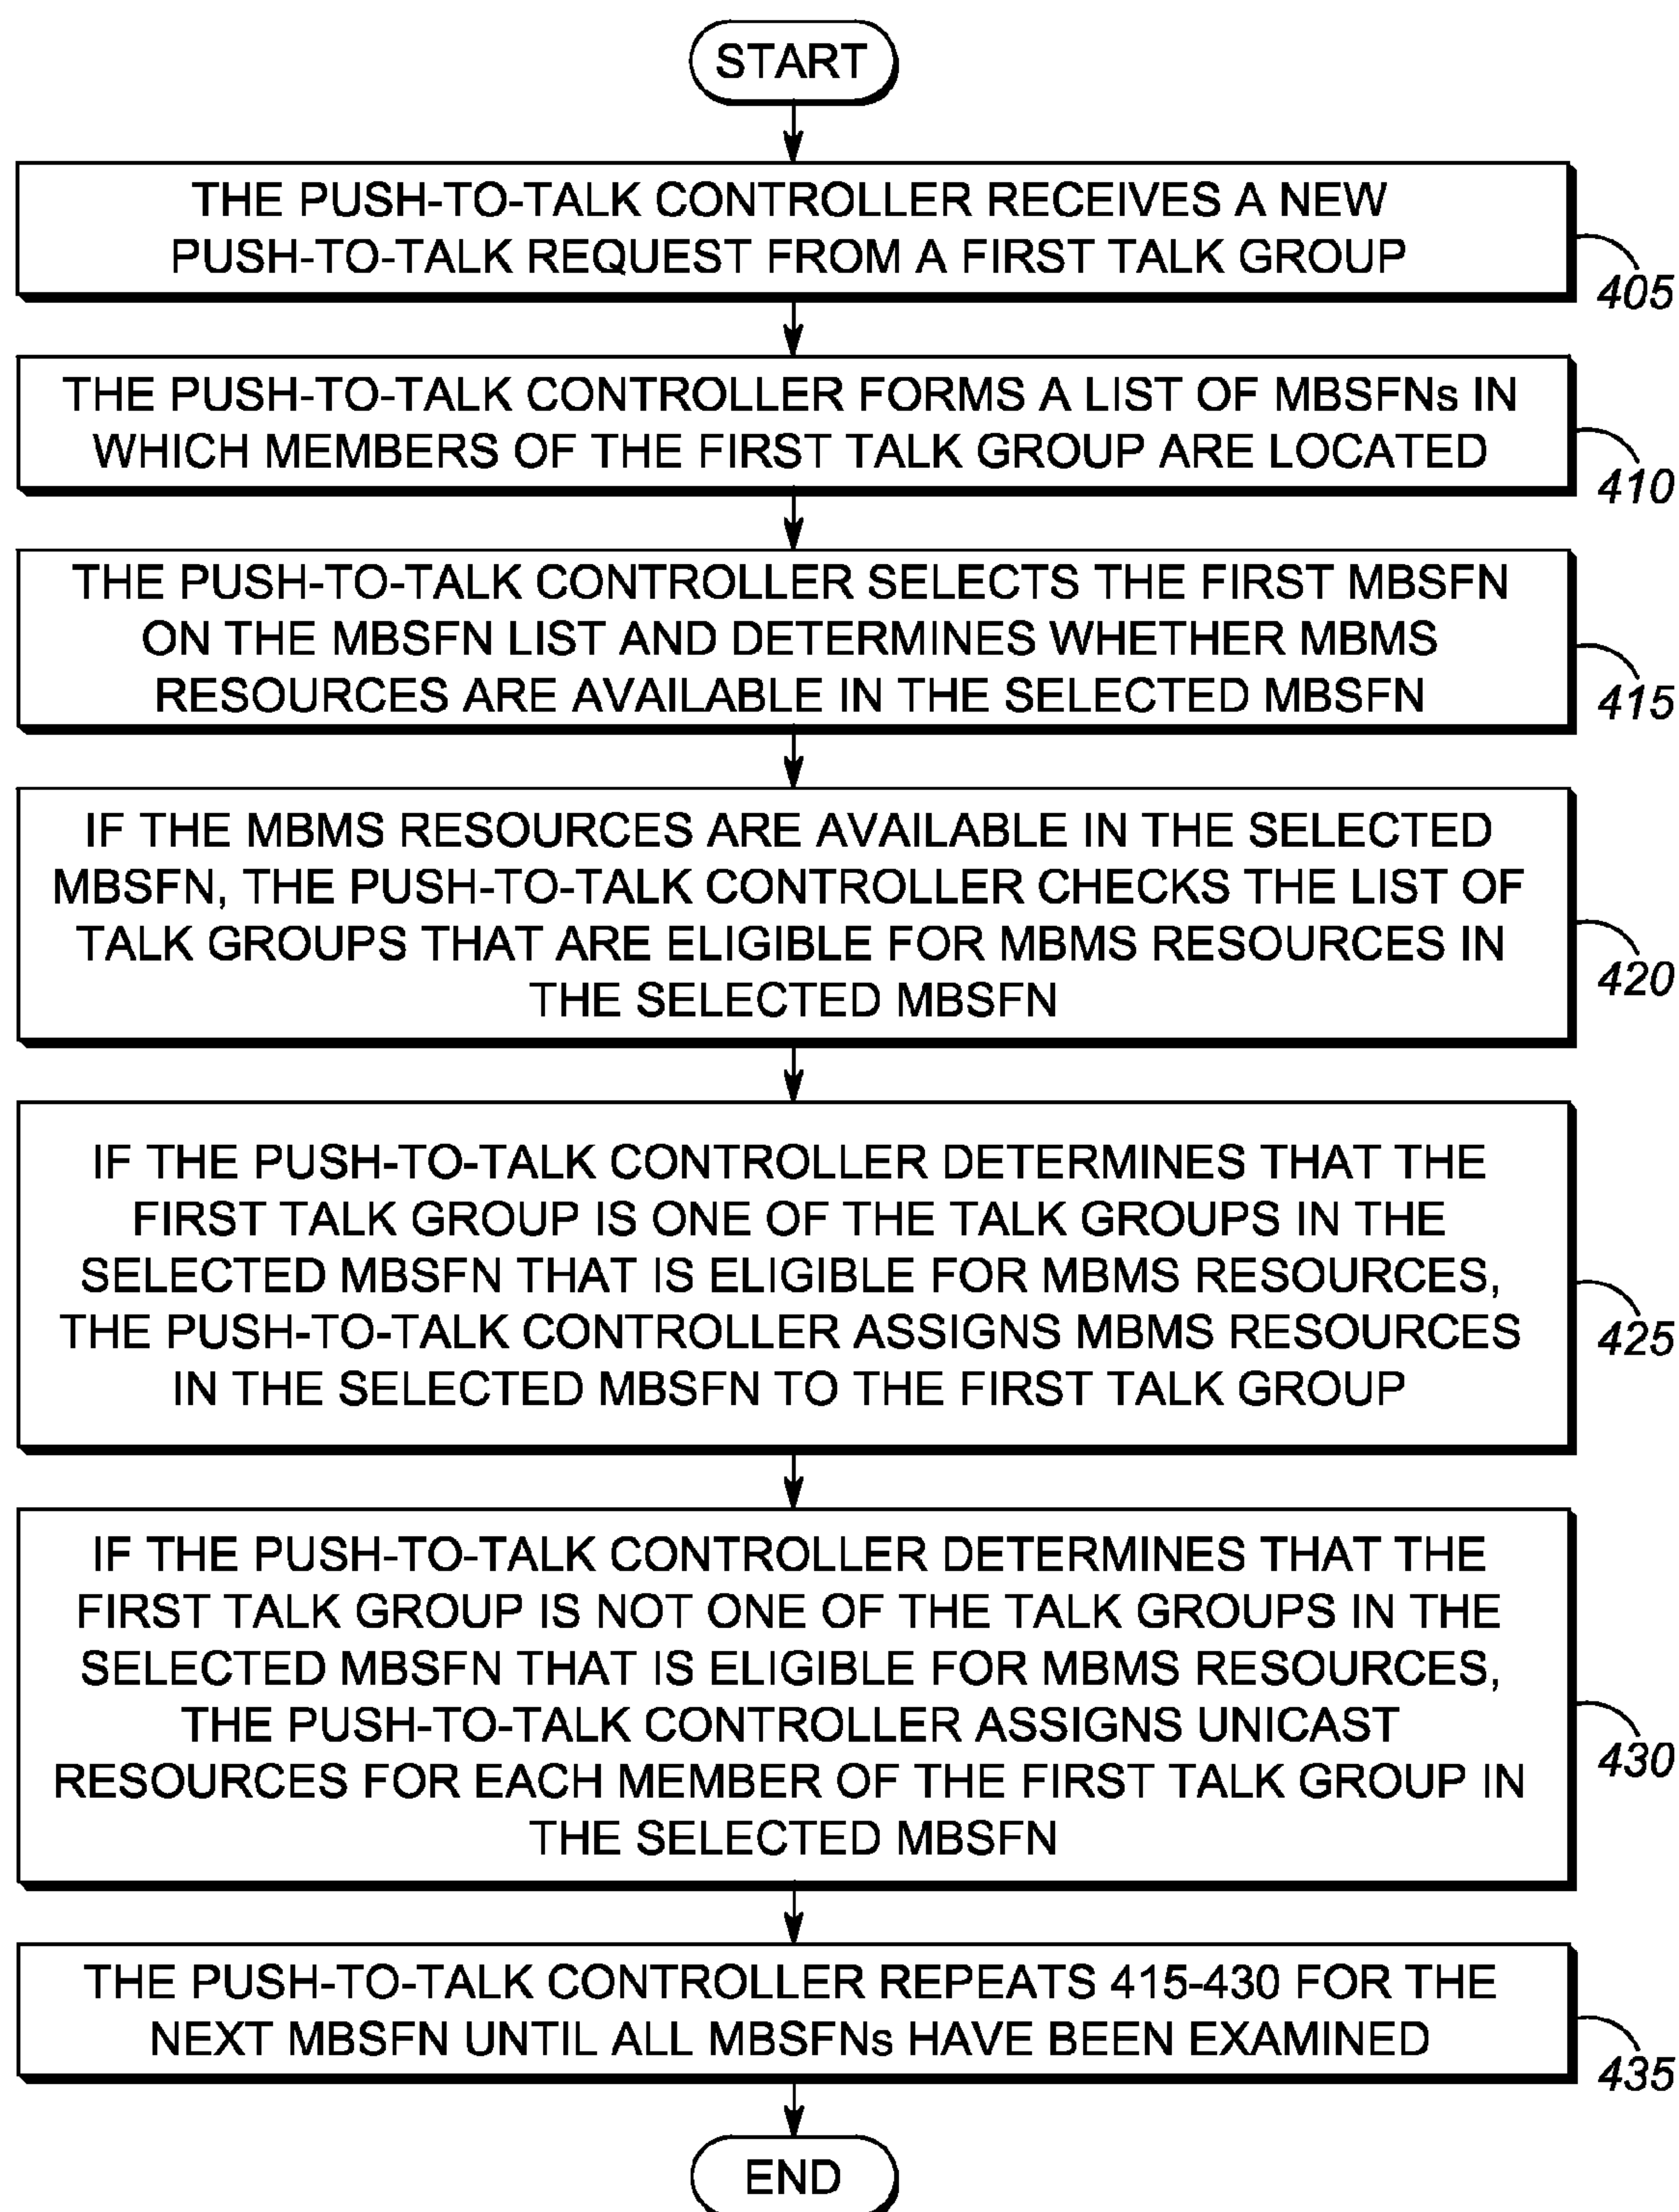 START
THE PUSH-TO-TALK CONTROLLER RECEIVES A NEW
PUSH-TO-TALK REQUEST FROM A FIRST TALK GROUP
405
THE PUSH-TO-TALK CONTROLLER FORMS A LIST OF MBSFNs IN
WHICH MEMBERS OF THE FIRST TALK GROUP ARE LOCATED
410
THE PUSH-TO-TALK CONTROLLER SELECTS THE FIRST MBSFN
ON THE MBSFN LIST AND DETERMINES WHETHER MBMS
RESOURCES ARE AVAILABLE IN THE SELECTED MBSFN
415
IF THE MBMS RESOURCES ARE AVAILABLE IN THE SELECTED
MBSFN, THE PUSH-TO-TALK CONTROLLER CHECKS THE LIST OF
TALK GROUPS THAT ARE ELIGIBLE FOR MBMS RESOURCES IN
THE SELECTED MBSFN
420
IF THE PUSH-TO-TALK CONTROLLER DETERMINES THAT THE
FIRST TALK GROUP IS ONE OF THE TALK GROUPS IN THE
SELECTED MBSFN THAT IS ELIGIBLE FOR MBMS RESOURCES,
THE PUSH-TO-TALK CONTROLLER ASSIGNS MBMS RESOURCES
IN THE SELECTED MBSFN TO THE FIRST TALK GROUP
425
IF THE PUSH-TO-TALK CONTROLLER DETERMINES THAT THE
FIRST TALK GROUP IS NOT ONE OF THE TALK GROUPS IN THE
SELECTED MBSFN THAT IS ELIGIBLE FOR MBMS RESOURCES,
THE PUSH-TO-TALK CONTROLLER ASSIGNS UNICAST
RESOURCES FOR EACH MEMBER OF THE FIRST TALK GROUP IN
THE SELECTED MBSFN
430
THE PUSH-TO-TALK CONTROLLER REPEATS 415-430 FOR THE
NEXT MBSFN UNTIL ALL MBSFNs HAVE BEEN EXAMINED
435
END